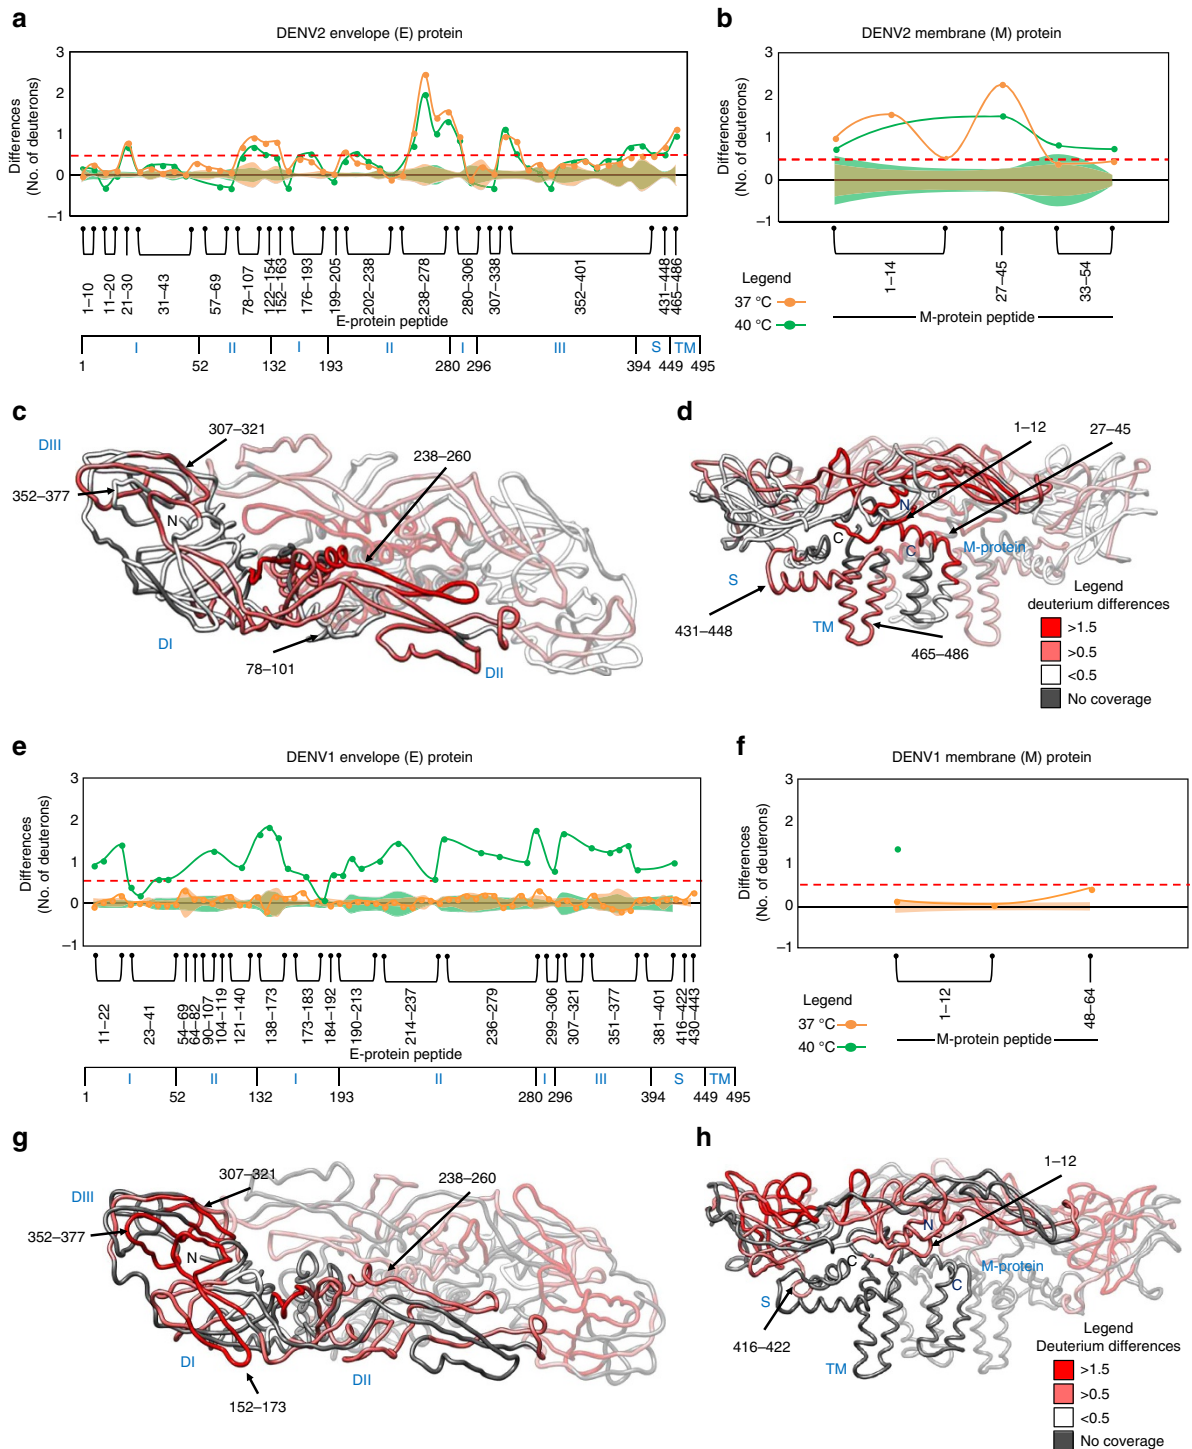 a
DENV2 envelope (E) protein
Differences
(No. of deuterons)
3
2
1
0
–1
1–10
11–20
21–30
31–43
57–69
78–107
122–154
152–163
176–193
199–205
202–238
238–278
280–306
307–338
352–401
431–448
465–486
E-protein peptide
I
II
I
II
I
III
S
TM
1
52
132
193
280
296
394
449
495
b
DENV2 membrane (M) protein
Differences
(No. of deuterons)
3
2
1
0
–1
1–14
27–45
33–54
M-protein peptide
Legend
37 °C
40 °C
c
DIII
307–321
238–260
352–377
N
DI
78–101
DII
d
1–12
27–45
N
C
C
M-protein
S
431–448
TM
465–486
Legend
deuterium differences
>1.5
>0.5
<0.5
No coverage
e
DENV1 envelope (E) protein
Differences
(No. of deuterons)
3
2
1
0
–1
11–22
23–41
54–69
64–82
90–107
104–119
121–140
138–173
173–183
184–192
190–213
214–237
236–279
299–306
307–321
351–377
381–401
416–422
430–443
E-protein peptide
I
II
I
II
I
III
S
TM
1
52
132
193
280
296
394
449
495
f
DENV1 membrane (M) protein
Differences
(No. of deuterons)
3
2
1
0
–1
1–12
48–64
M-protein peptide
Legend
37 °C
40 °C
g
307–321
238–260
DIII
352–377
N
DI
DII
152–173
h
1–12
N
C
M-protein
C
S
416–422
TM
Legend
Deuterium differences
>1.5
>0.5
<0.5
No coverage